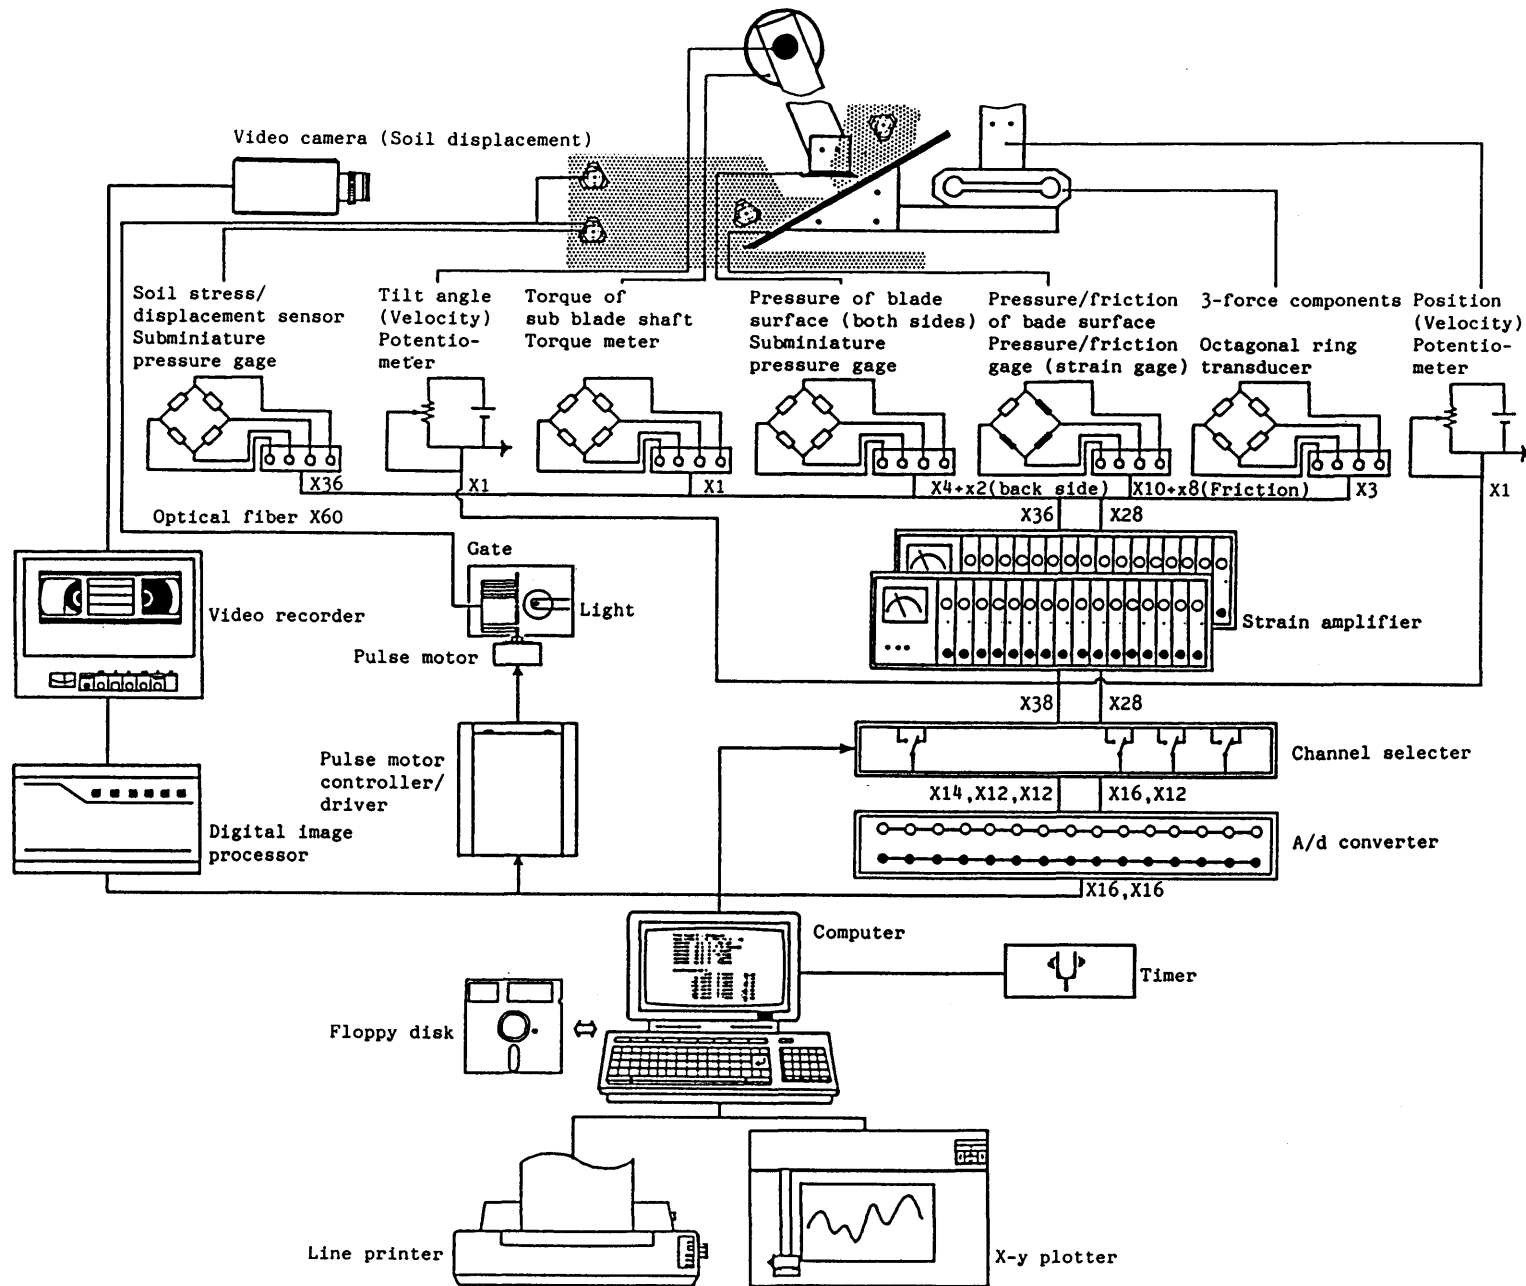 Video camera (Soil displacement)
Soil stress/
displacement sensor
Subminiature
pressure gage
Tilt angle
(Velocity)
Potentio-
meter
Torque of
sub blade shaft
Torque meter
Pressure of blade
surface (both sides)
Subminiature
pressure gage
Pressure/friction
of bade surface
Pressure/friction
gage (strain gage)
3-force components
Octagonal ring
transducer
Position
(Velocity)
Potentio-
meter
X36
X1
X1
X4+x2(back side)
X10+x8(Friction)
X3
X1
Optical fiber X60
X36
X28
Gate
Light
Video recorder
Pulse motor
Strain amplifier
X38
X28
Pulse motor
controller/
driver
Channel selecter
X14,X12,X12
X16,X12
Digital image
processor
A/d converter
X16,X16
Computer
Timer
Floppy disk
Line printer
X-y plotter